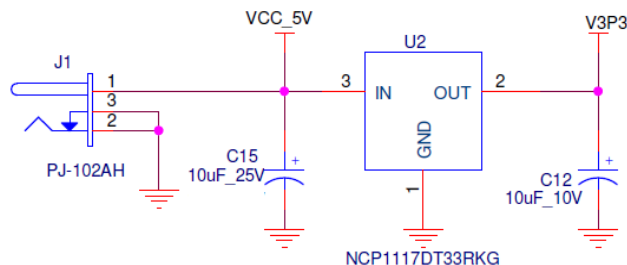 VCC_5V
V3P3
J1
U2
1
3
2
3
IN
OUT
2
GND
1
PJ-102AH
C15
10uF_25V
+
C12
10uF_10V
+
NCP1117DT33RKG